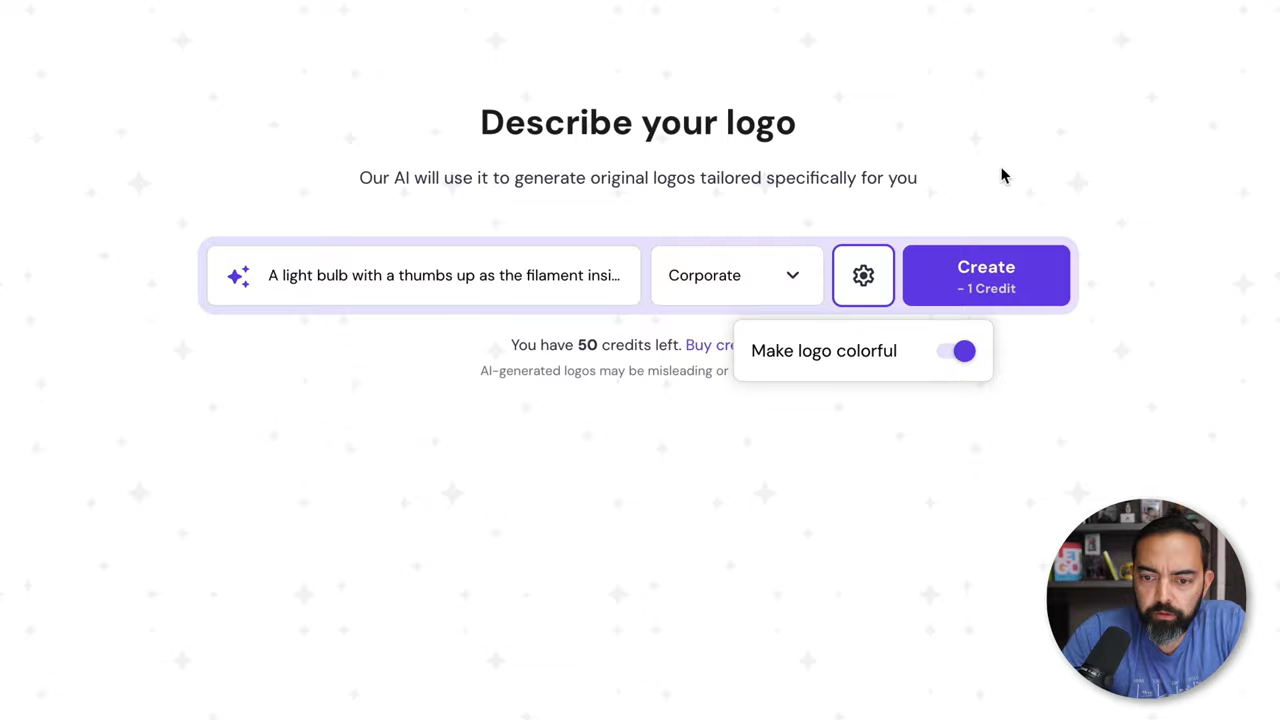 Describe your logo
Our AI will use it to generate original logos tailored specifically for you
A light bulb with a thumbs up as the filament insi...
Corporate
Create
- 1 Credit
You have 50 credits left. Buy cre
Make logo colorful
AI-generated logos may be misleading or